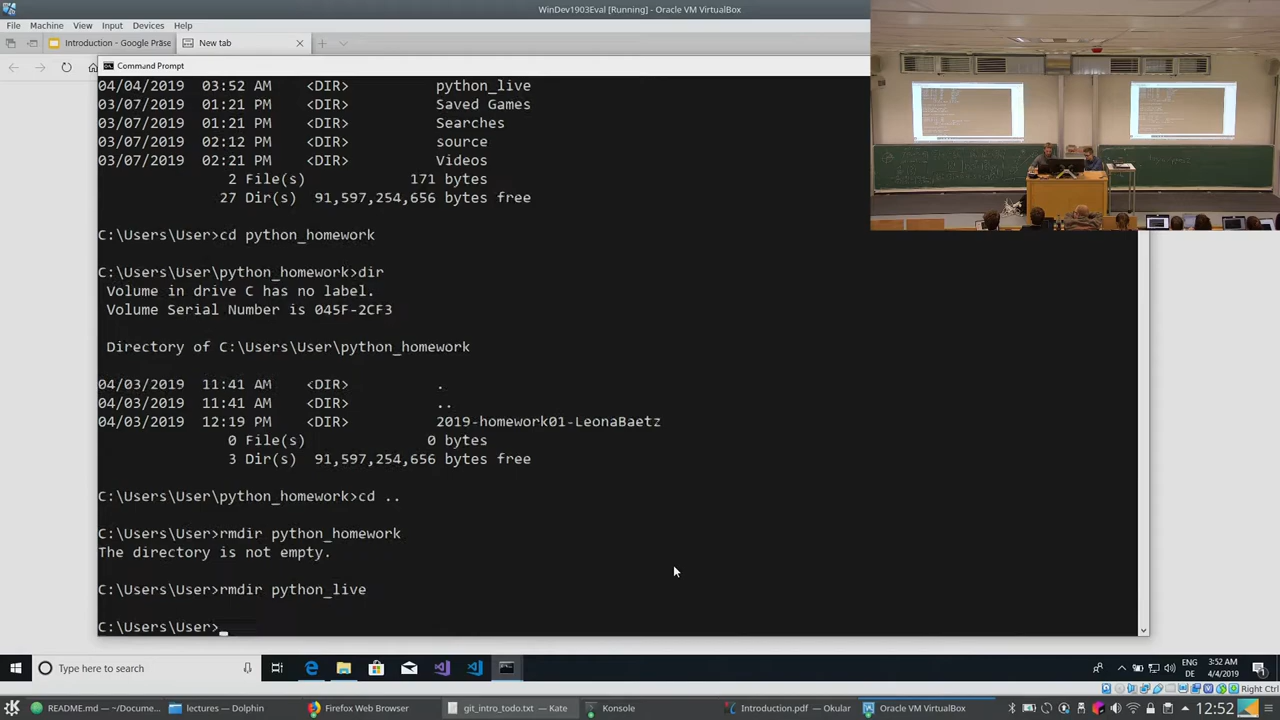 WinDev1903Eval [Running] - Oracle VM VirtualBox
File Machine View Input Devices Help
Introduction - Google Präse
New tab
Command Prompt
04/04/2019 03:52 AM <DIR> python_live
03/07/2019 01:21 PM <DIR> Saved Games
03/07/2019 01:21 PM <DIR> Searches
03/07/2019 02:12 PM <DIR> source
03/07/2019 02:21 PM <DIR> Videos
2 File(s) 171 bytes
27 Dir(s) 91,597,254,656 bytes free
C:\Users\User>cd python_homework
C:\Users\User\python_homework>dir
Volume in drive C has no label.
Volume Serial Number is 045F-2CF3
Directory of C:\Users\User\python_homework
04/03/2019 11:41 AM <DIR> .
04/03/2019 11:41 AM <DIR> ..
04/03/2019 12:19 PM <DIR> 2019-homework01-LeonaBaetz
0 File(s) 0 bytes
3 Dir(s) 91,597,254,656 bytes free
C:\Users\User\python_homework>cd ..
C:\Users\User>rmdir python_homework
The directory is not empty.
C:\Users\User>rmdir python_live
C:\Users\User>
Type here to search
ENG
DE
3:52 AM
4/4/2019
Right Ctrl
README.md — ~/Docume...
lectures — Dolphin
Firefox Web Browser
git_intro_todo.txt — Kate
Konsole
Introduction.pdf — Okular
Oracle VM VirtualBox
12:52